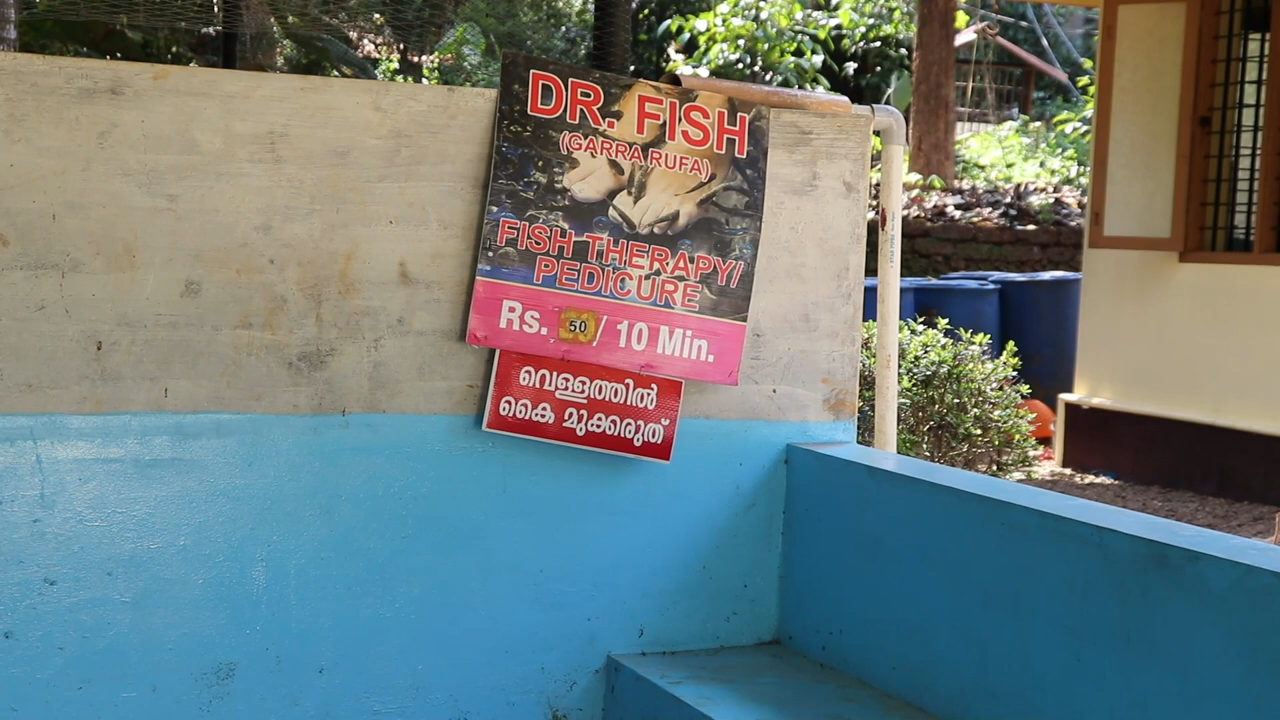 DR. FISH
(GARRA RUFA)
FISH THERAPY/
PEDICURE
Rs. 50 / 10 Min.
വെള്ളത്തിൽ
കൈ മുക്കരുത്